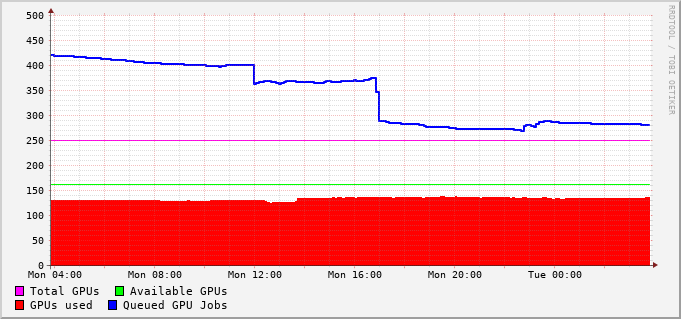 500
450
400
350
300
250
200
150
100
50
0
Mon 04:00 Mon 08:00 Mon 12:00 Mon 16:00 Mon 20:00 Tue 00:00
Total GPUs Available GPUs
GPUs used Queued GPU Jobs
RRDTOOL / TOBI OETIKER